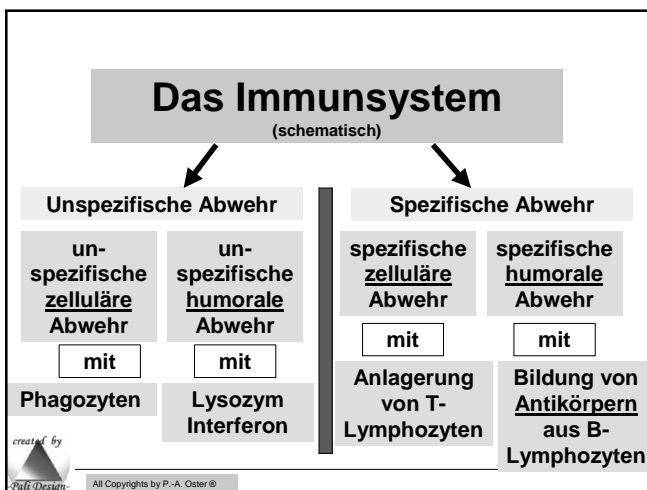 Das Immunsystem
(schematisch)
Unspezifische Abwehr
un-
spezifische
zelluläre
Abwehr
mit
Phagozyten
un-
spezifische
humorale
Abwehr
mit
Lysozym
Interferon
Spezifische Abwehr
spezifische
zelluläre
Abwehr
mit
Anlagerung
von T-
Lymphozyten
spezifische
humorale
Abwehr
mit
Bildung von
Antikörpern
aus B-
Lymphozyten
created by
-Pali Design-
All Copyrights by P.-A. Oster ®